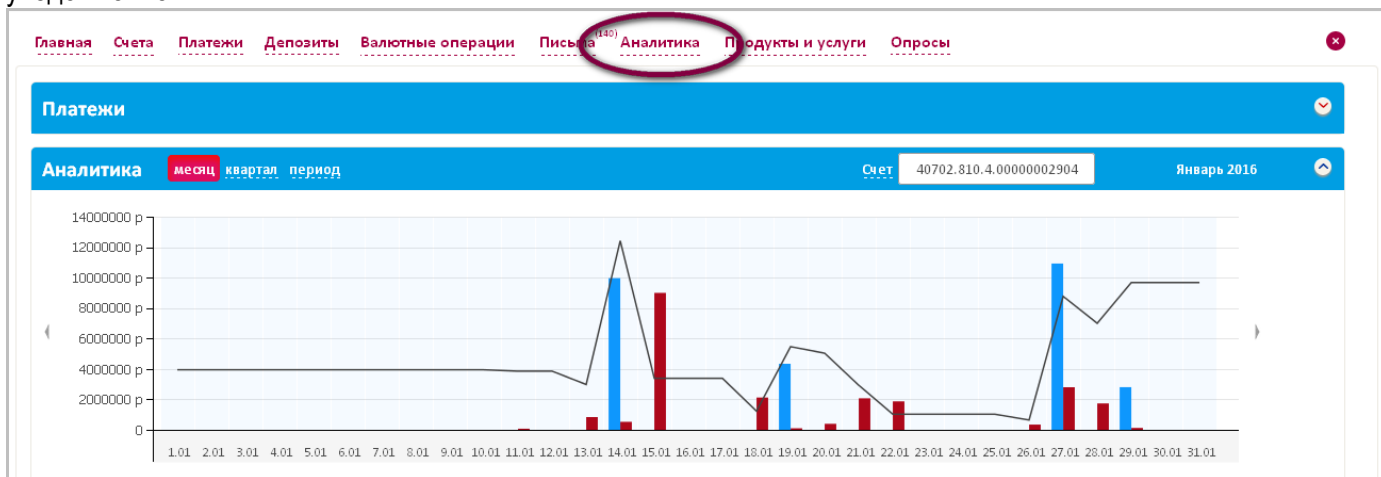 Главная Счета Платежи Депозиты Валютные операции Письма (140) Аналитика Продукты и услуги Опросы
Платежи
Аналитика месяц квартал период Счет 40702.810.4.00000002904 Январь 2016
14000000 р
12000000 р
10000000 р
8000000 р
6000000 р
4000000 р
2000000 р
0
1.01 2.01 3.01 4.01 5.01 6.01 7.01 8.01 9.01 10.01 11.01 12.01 13.01 14.01 15.01 16.01 17.01 18.01 19.01 20.01 21.01 22.01 23.01 24.01 25.01 26.01 27.01 28.01 29.01 30.01 31.01